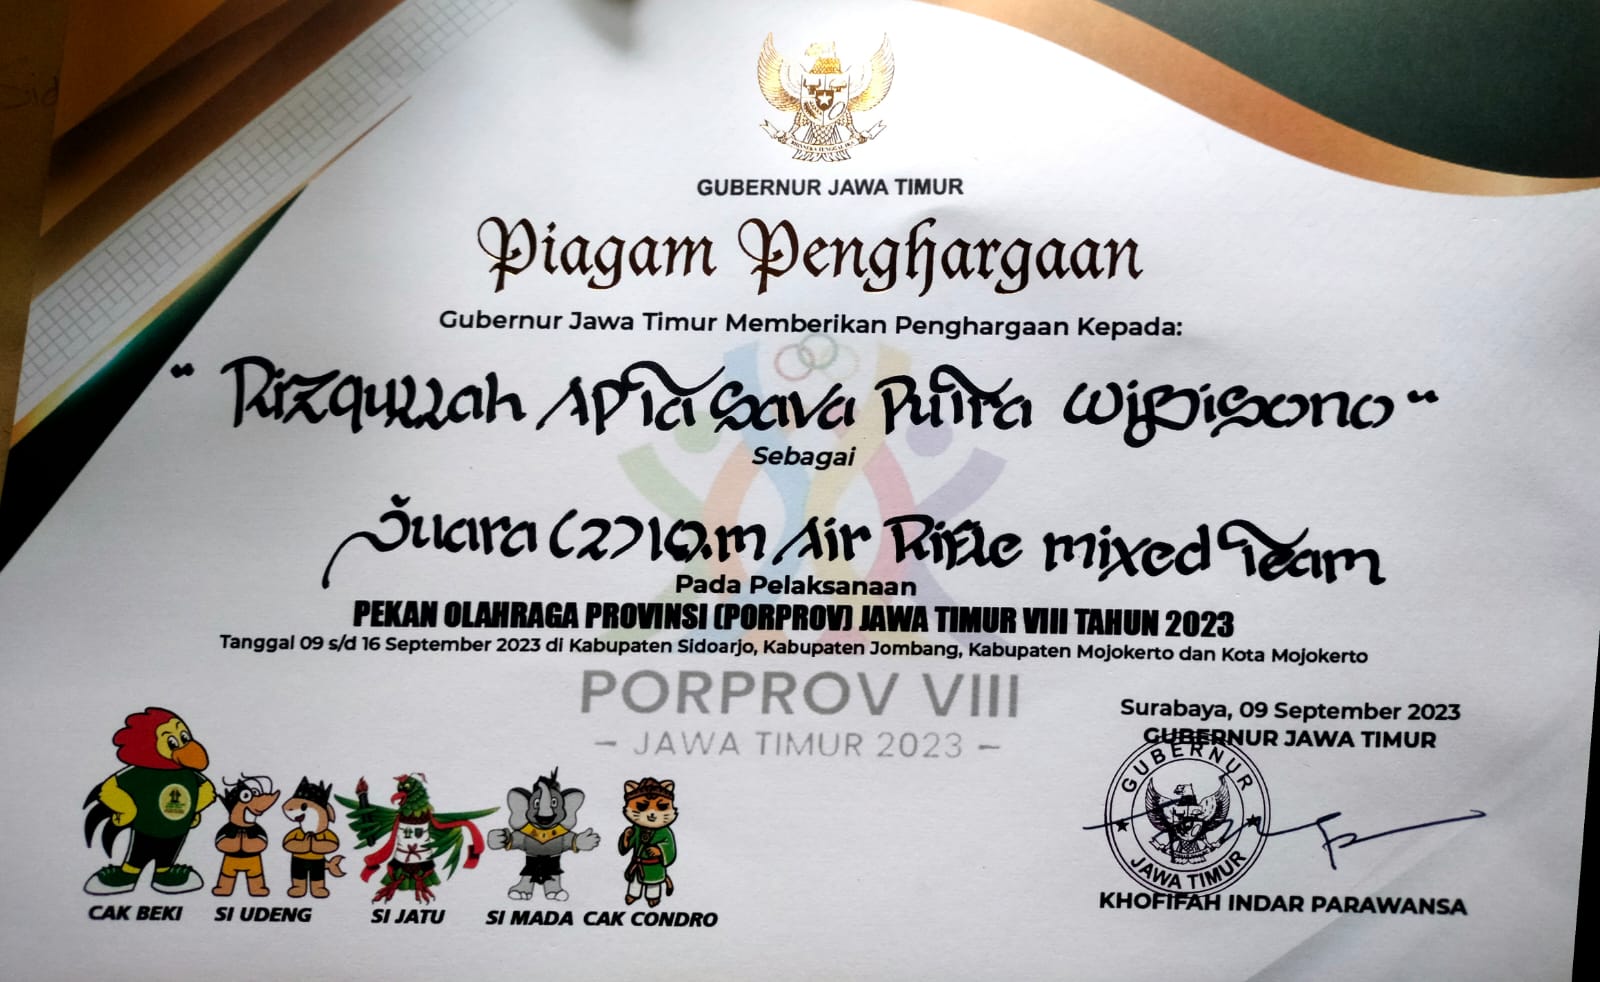 GUBERNUR JAWA TIMUR
Piagam Penghargaan
Gubernur Jawa Timur Memberikan Penghargaan Kepada:
" Rizqullah Apta Sava Putra Wibisono "
Sebagai
Juara (2) 10.m Air Rifle mixed Team
Pada Pelaksanaan
PEKAN OLAHRAGA PROVINSI (PORPROV) JAWA TIMUR VIII TAHUN 2023
Tanggal 09 s/d 16 September 2023 di Kabupaten Sidoarjo, Kabupaten Jombang, Kabupaten Mojokerto dan Kota Mojokerto
PORPROV VIII
– JAWA TIMUR 2023 –
Surabaya, 09 September 2023
GUBERNUR JAWA TIMUR
GUBERNUR
JAWA TIMUR
KHOFIFAH INDAR PARAWANSA
CAK BEKI SI UDENG SI JATU SI MADA CAK CONDRO